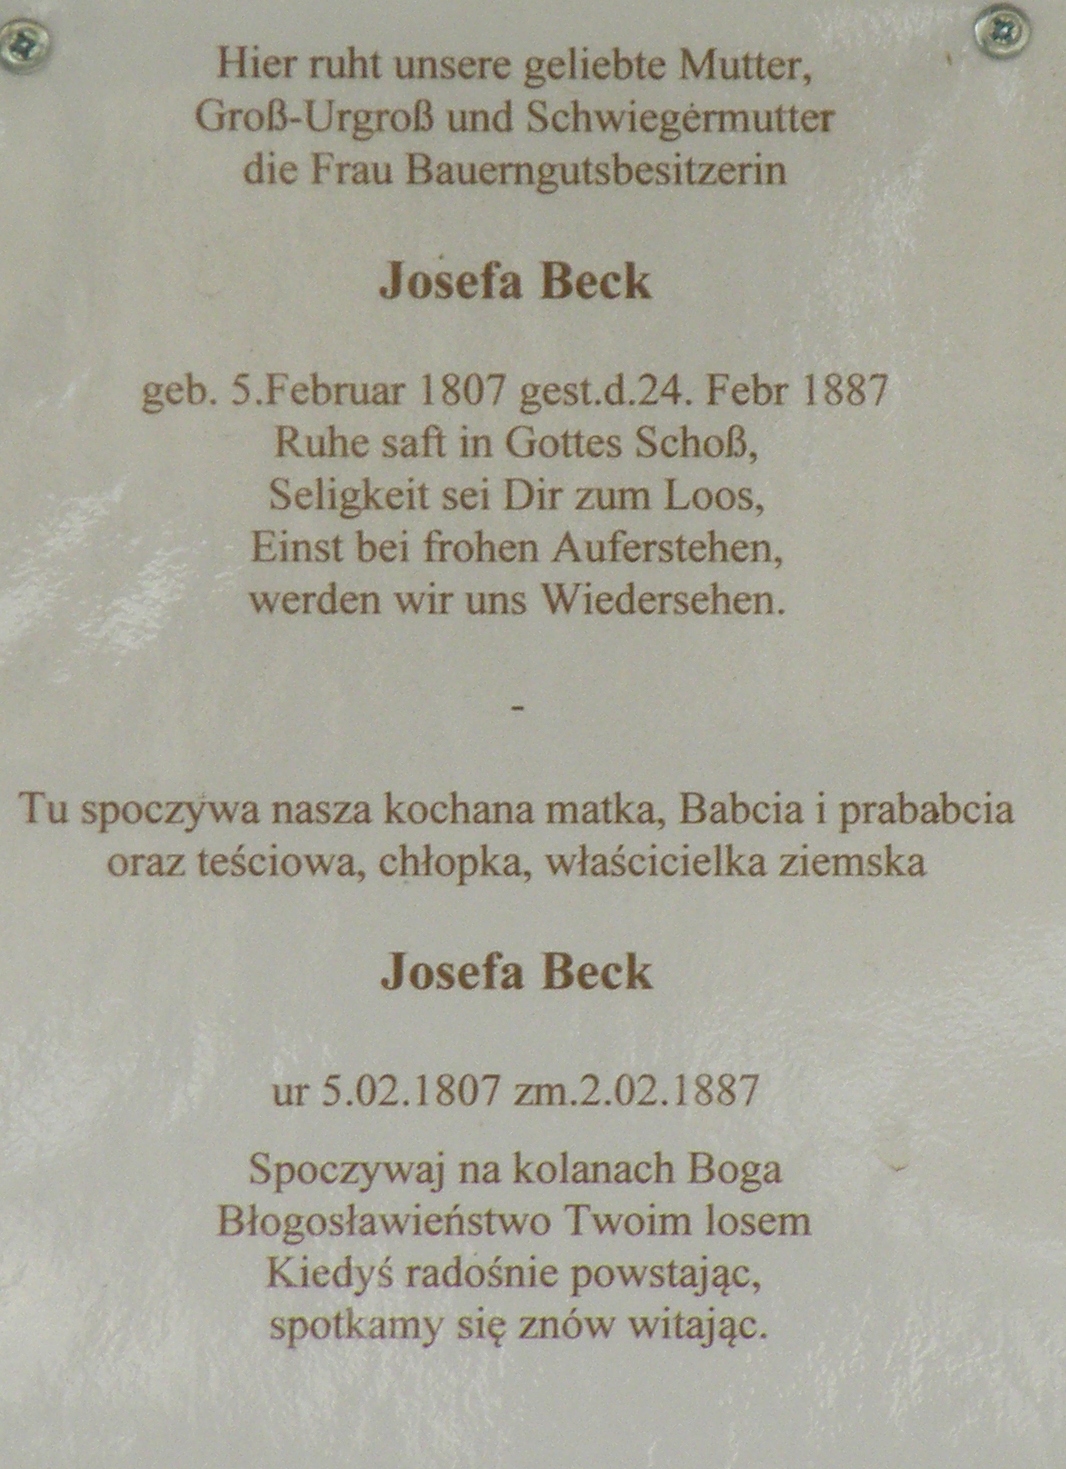 Hier ruht unsere geliebte Mutter,
Groß-Urgroß und Schwiegermutter
die Frau Bauerngutsbesitzerin
Josefa Beck
geb. 5.Februar 1807 gest.d.24. Febr 1887
Ruhe saft in Gottes Schoß,
Seligkeit sei Dir zum Loos,
Einst bei frohen Auferstehen,
werden wir uns Wiedersehen.
-
Tu spoczywa nasza kochana matka, Babcia i prababcia
oraz teściowa, chłopka, właścicielka ziemska
Josefa Beck
ur 5.02.1807 zm.2.02.1887
Spoczywaj na kolanach Boga
Błogosławieństwo Twoim losem
Kiedyś radośnie powstając,
spotkamy się znów witając.